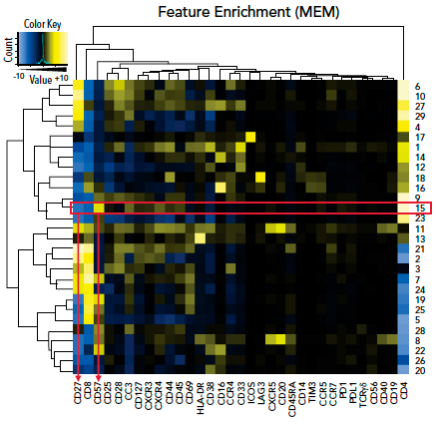 Feature Enrichment (MEM)
Color Key
Count
-10
Value +10
6
10
27
29
4
17
1
14
12
18
16
9
15
23
11
13
21
2
3
7
24
19
25
5
28
8
22
26
20
CD27
CD8
CD57
CD25
CD28
CC3
CD127
CXCR3
CXCR4
CD44
CD45
CD69
HLA-DR
CD38
CD16
CCR4
CD33
ICOS
LAG3
CXCR5
CD20
CD45RA
CD14
TIM3
CCR5
CCR7
PD1
PDL1
TCRγδ
CD56
CD40
CD19
CD4